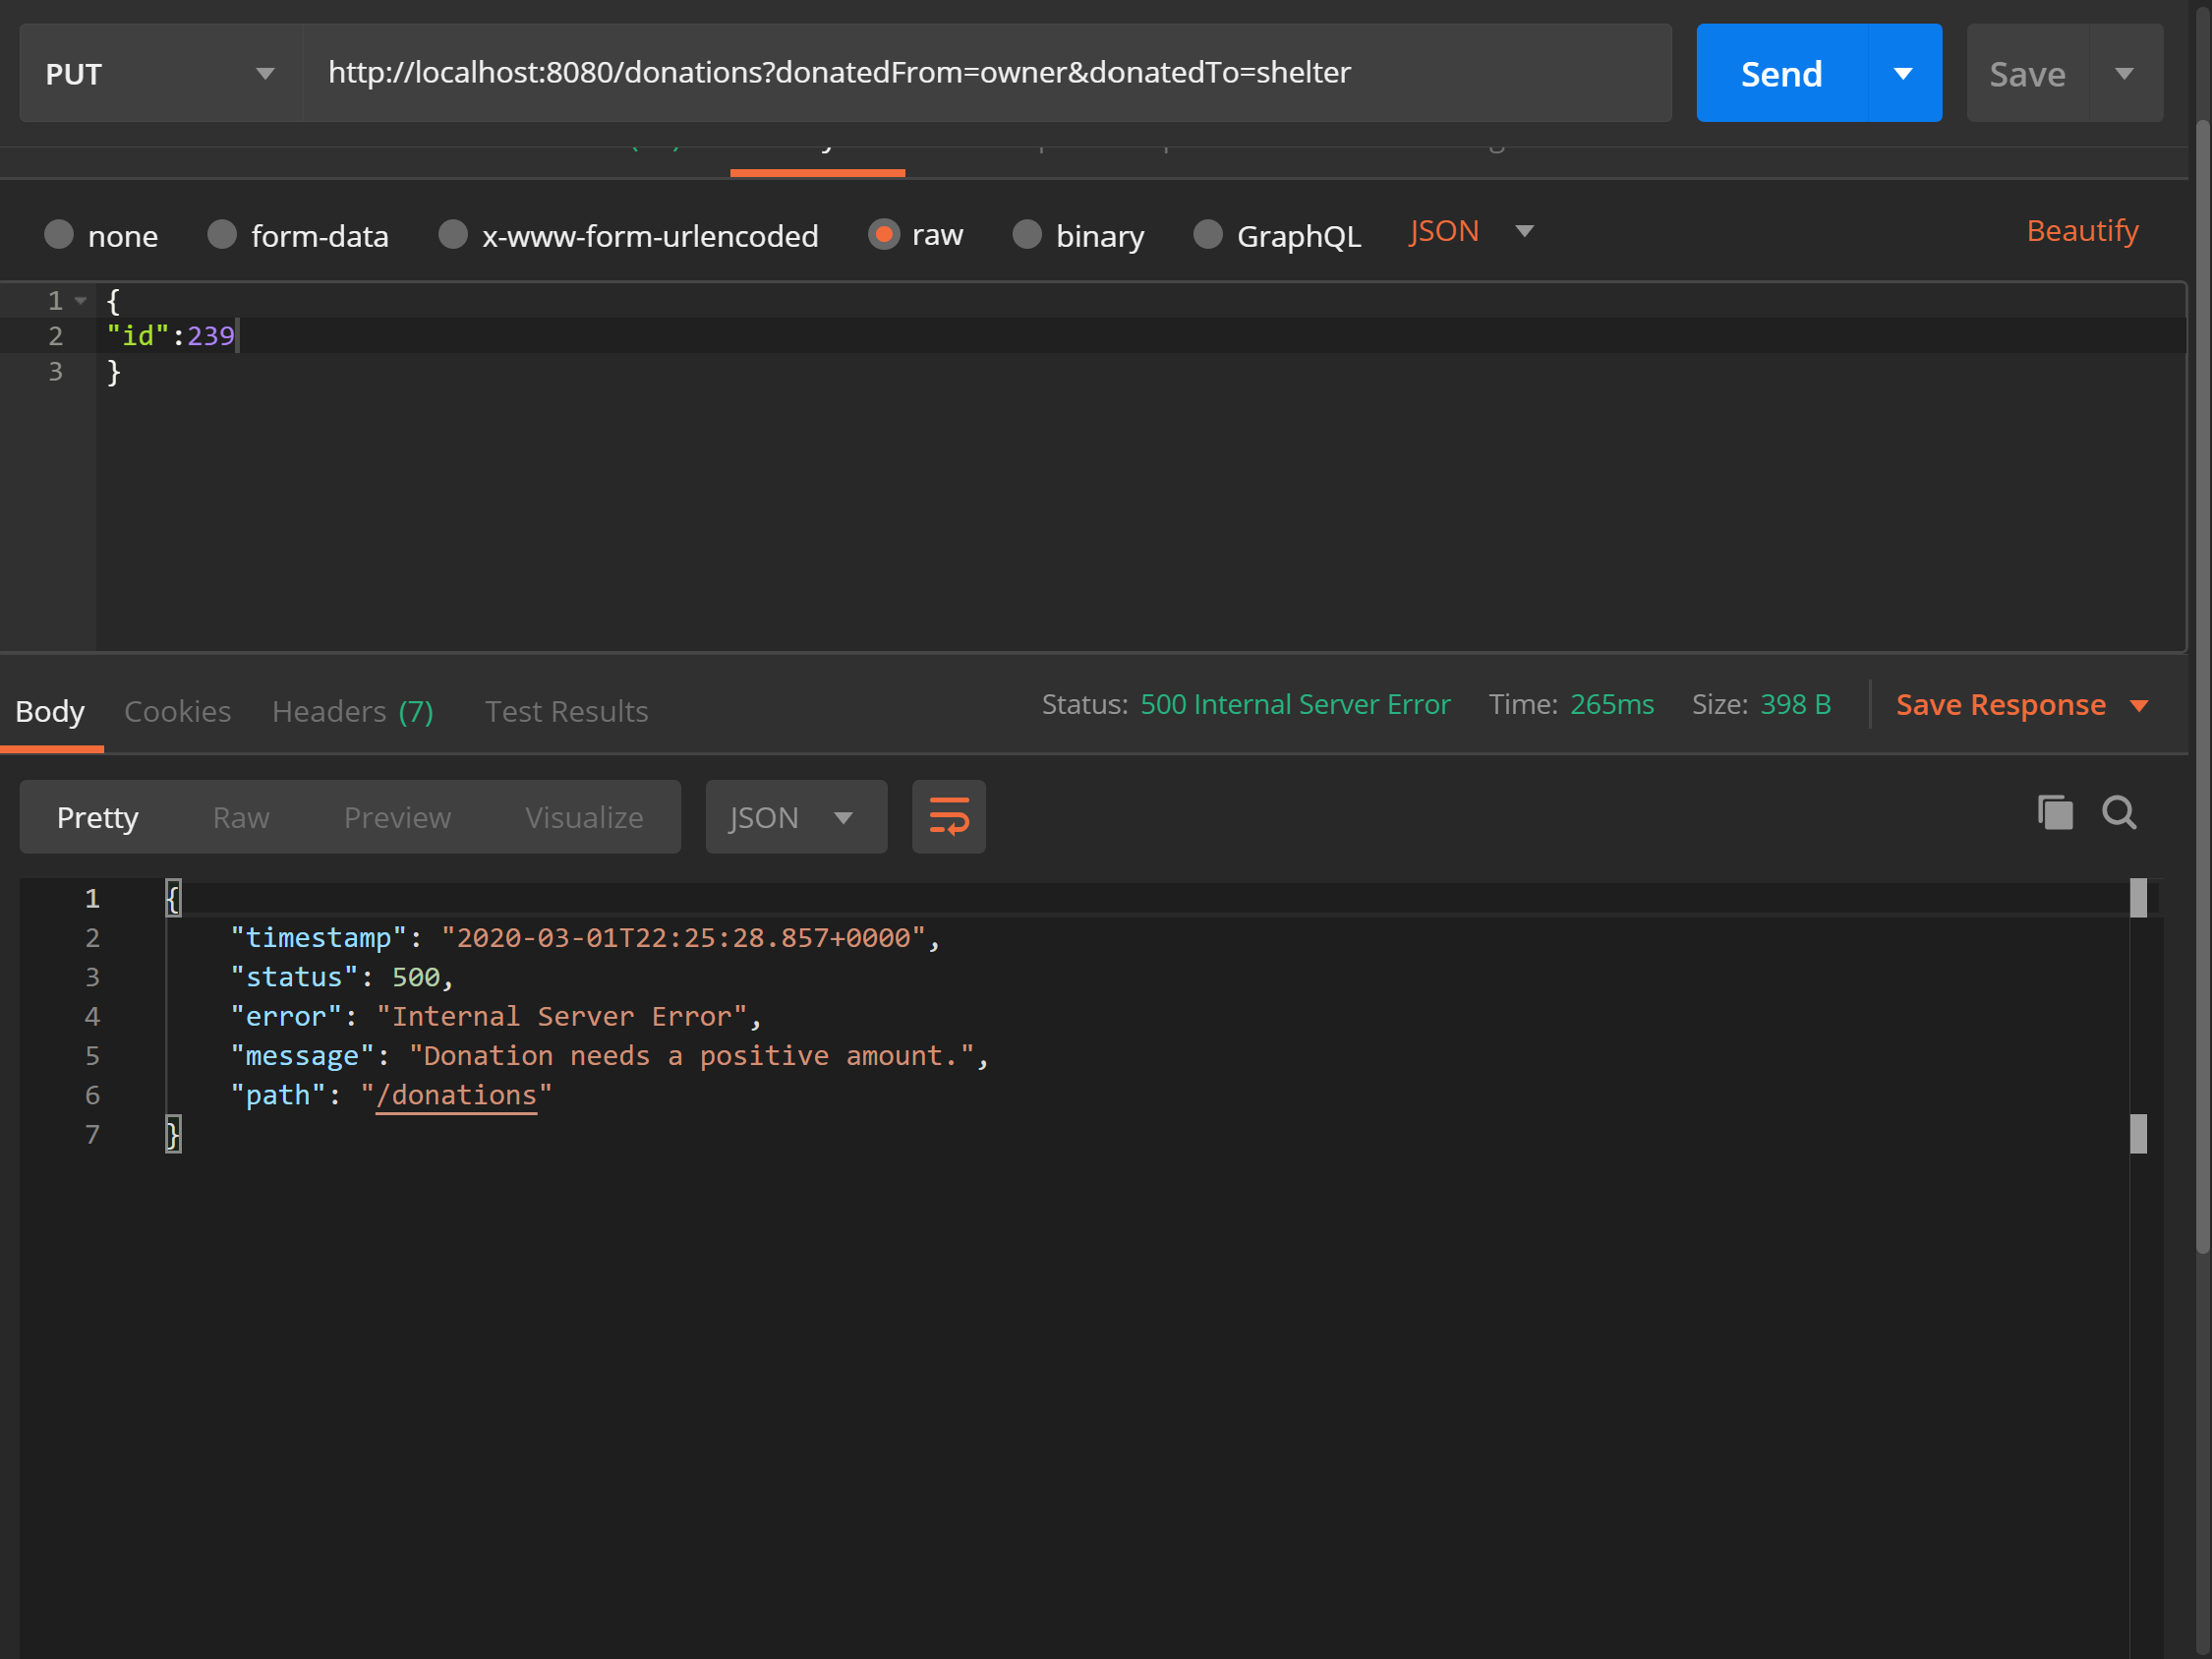 PUT http://localhost:8080/donations?donatedFrom=owner&donatedTo=shelter Send Save
none form-data x-www-form-urlencoded raw binary GraphQL JSON Beautify
1 {
2 "id":239
3 }
Body Cookies Headers (7) Test Results Status: 500 Internal Server Error Time: 265ms Size: 398 B Save Response
Pretty Raw Preview Visualize JSON
1 {
2 "timestamp": "2020-03-01T22:25:28.857+0000",
3 "status": 500,
4 "error": "Internal Server Error",
5 "message": "Donation needs a positive amount.",
6 "path": "/donations"
7 }